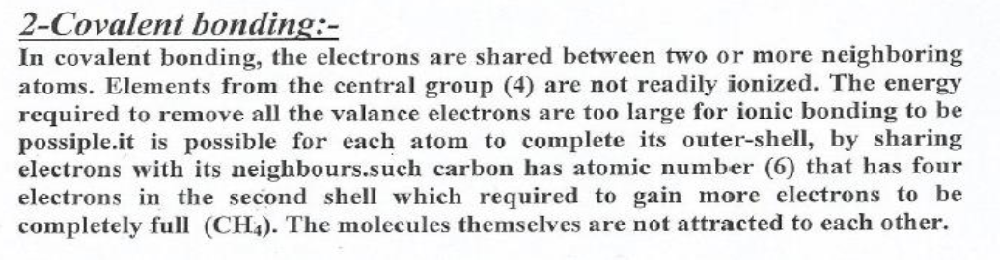 2-Covalent bonding:-
In covalent bonding, the electrons are shared between two or more neighboring
atoms. Elements from the central group (4) are not readily ionized. The energy
required to remove all the valance electrons are too large for ionic bonding to be
possiple.it is possible for each atom to complete its outer-shell, by sharing
electrons with its neighbours.such carbon has atomic number (6) that has four
electrons in the second shell which required to gain more electrons to be
completely full (CH₄). The molecules themselves are not attracted to each other.